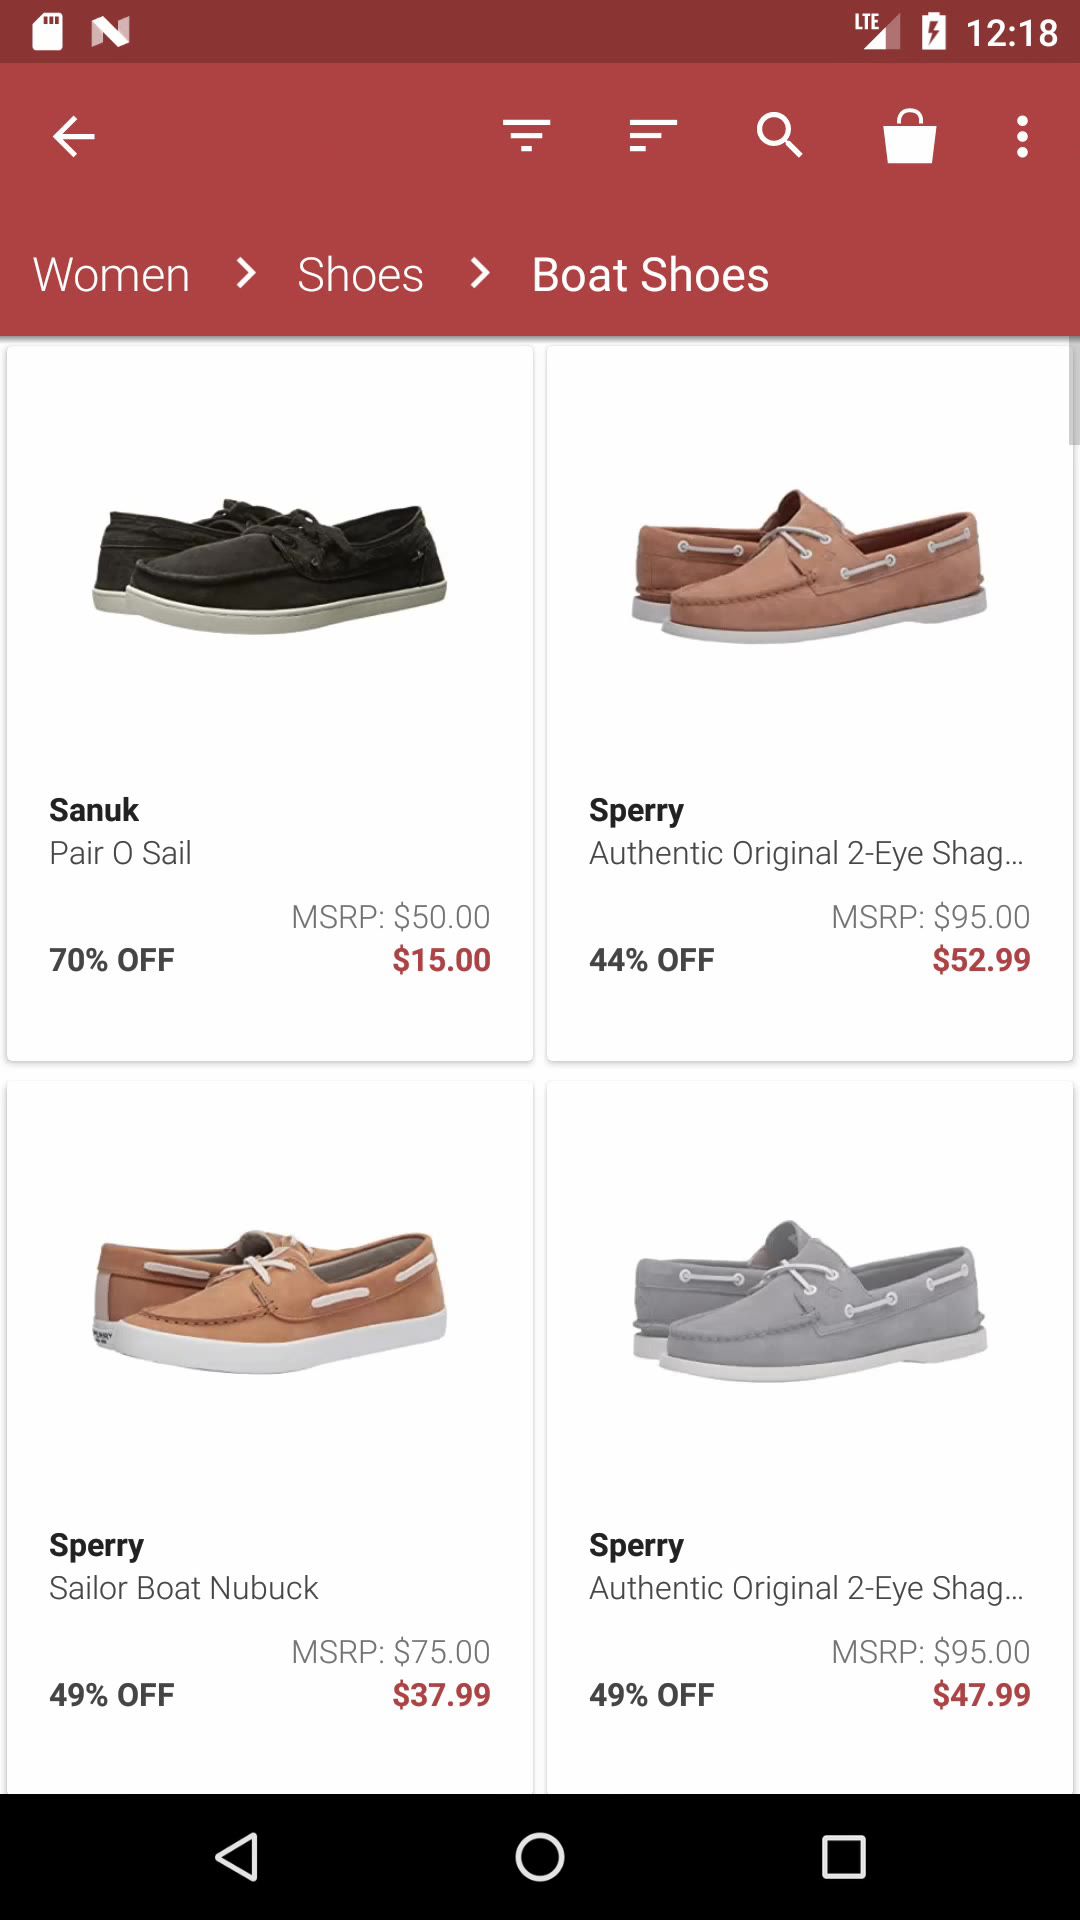 LTE 12:18
Women > Shoes > Boat Shoes
Sanuk
Pair O Sail
MSRP: $50.00
70% OFF $15.00
Sperry
Authentic Original 2-Eye Shag...
MSRP: $95.00
44% OFF $52.99
Sperry
Sailor Boat Nubuck
MSRP: $75.00
49% OFF $37.99
Sperry
Authentic Original 2-Eye Shag...
MSRP: $95.00
49% OFF $47.99